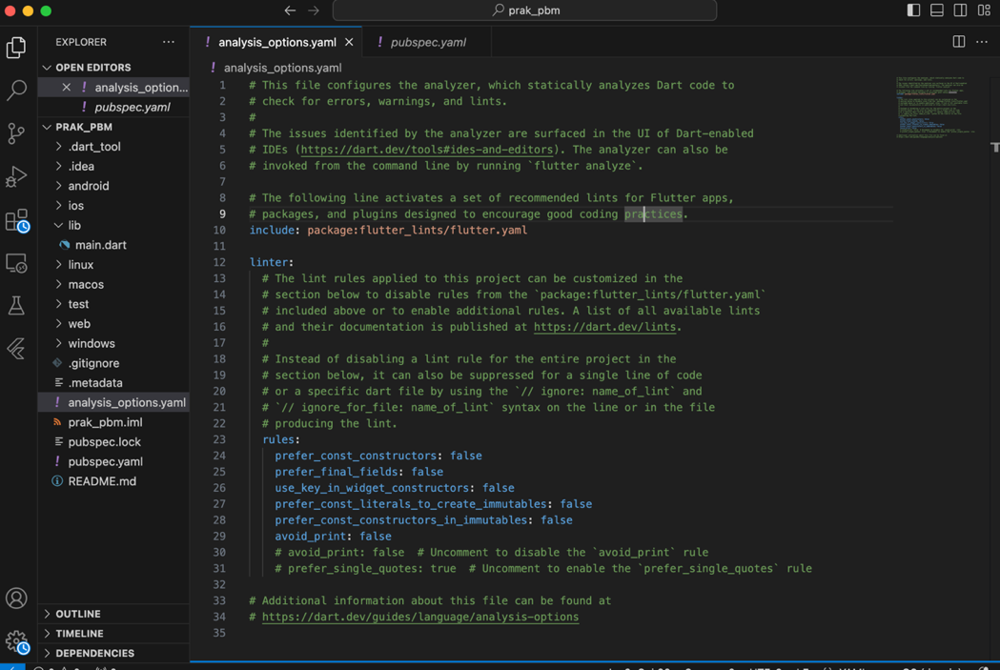 prak_pbm
EXPLORER
OPEN EDITORS
analysis_option...
pubspec.yaml
PRAK_PBM
.dart_tool
.idea
android
ios
lib
main.dart
linux
macos
test
web
windows
.gitignore
.metadata
analysis_options.yaml
prak_pbm.iml
pubspec.lock
pubspec.yaml
README.md
OUTLINE
TIMELINE
DEPENDENCIES
analysis_options.yaml
pubspec.yaml
analysis_options.yaml
1 # This file configures the analyzer, which statically analyzes Dart code to
2 # check for errors, warnings, and lints.
3 #
4 # The issues identified by the analyzer are surfaced in the UI of Dart-enabled
5 # IDEs (https://dart.dev/tools#ides-and-editors). The analyzer can also be
6 # invoked from the command line by running `flutter analyze`.
7
8 # The following line activates a set of recommended lints for Flutter apps,
9 # packages, and plugins designed to encourage good coding practices.
10 include: package:flutter_lints/flutter.yaml
11
12 linter:
13 # The lint rules applied to this project can be customized in the
14 # section below to disable rules from the `package:flutter_lints/flutter.yaml`
15 # included above or to enable additional rules. A list of all available lints
16 # and their documentation is published at https://dart.dev/lints.
17 #
18 # Instead of disabling a lint rule for the entire project in the
19 # section below, it can also be suppressed for a single line of code
20 # or a specific dart file by using the `// ignore: name_of_lint` and
21 # `// ignore_for_file: name_of_lint` syntax on the line or in the file
22 # producing the lint.
23 rules:
24 prefer_const_constructors: false
25 prefer_final_fields: false
26 use_key_in_widget_constructors: false
27 prefer_const_literals_to_create_immutables: false
28 prefer_const_constructors_in_immutables: false
29 avoid_print: false
30 # avoid_print: false  # Uncomment to disable the `avoid_print` rule
31 # prefer_single_quotes: true  # Uncomment to enable the `prefer_single_quotes` rule
32
33 # Additional information about this file can be found at
34 # https://dart.dev/guides/language/analysis-options
35